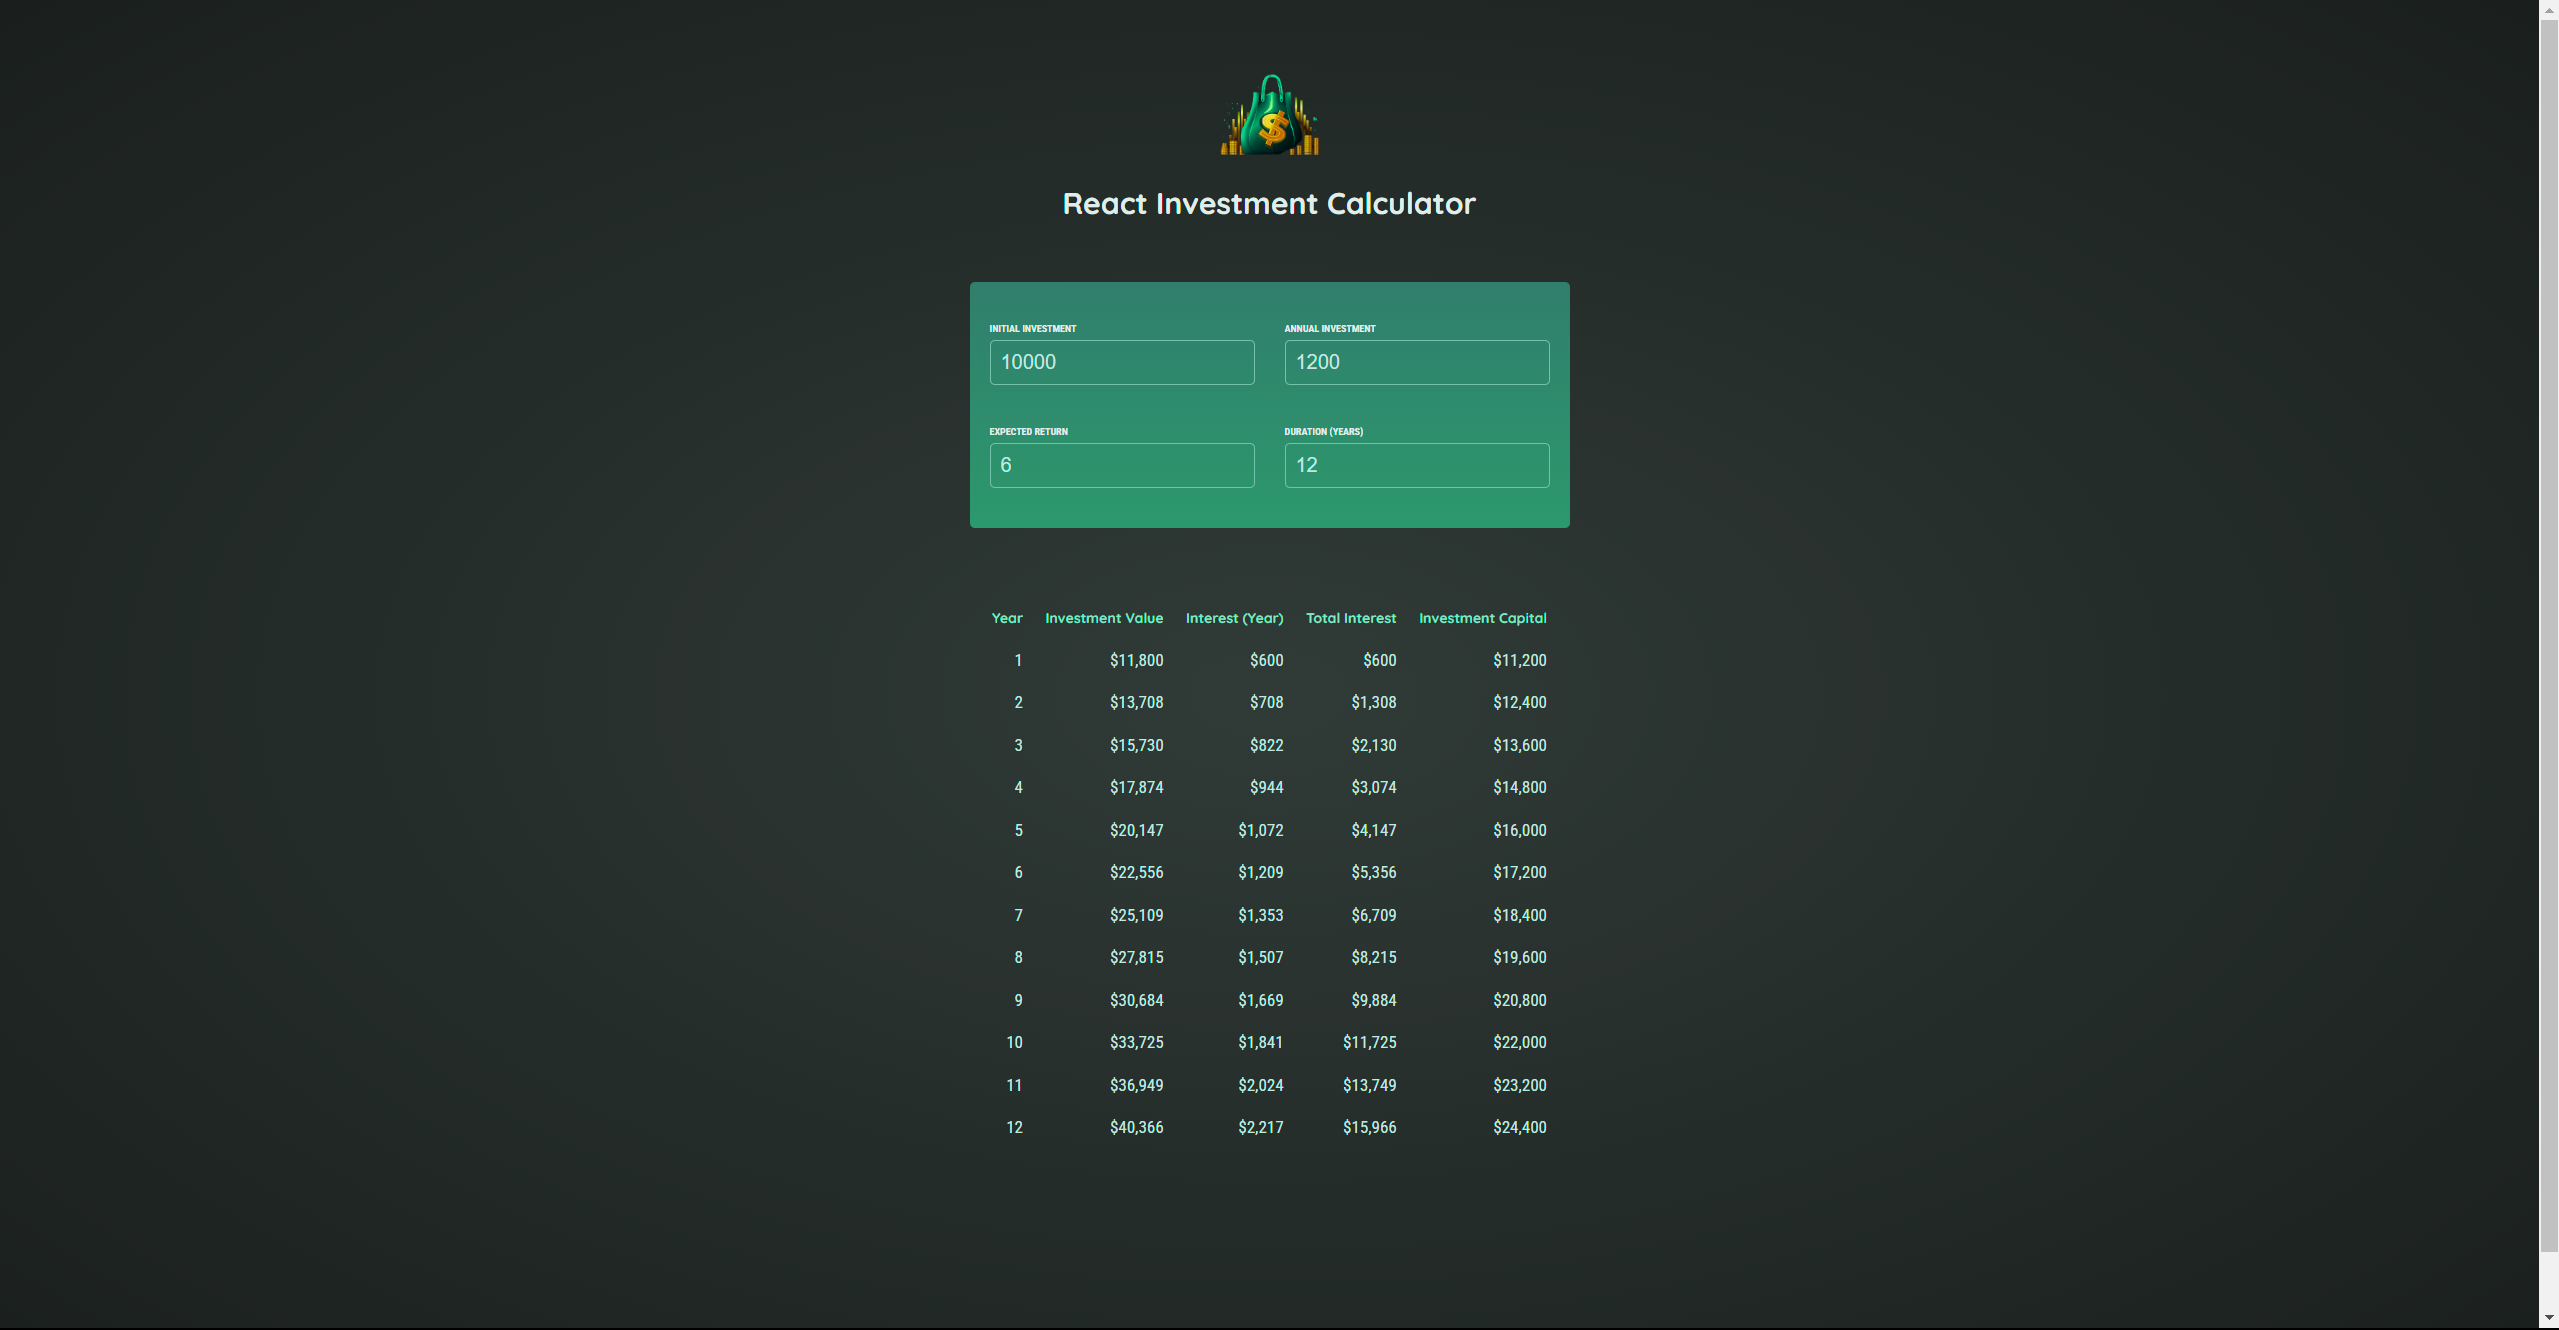 $
React Investment Calculator
INITIAL INVESTMENT ANNUAL INVESTMENT
10000 1200
EXPECTED RETURN DURATION (YEARS)
6 12
Year Investment Value Interest (Year) Total Interest Investment Capital
1 $11,800 $600 $600 $11,200
2 $13,708 $708 $1,308 $12,400
3 $15,730 $822 $2,130 $13,600
4 $17,874 $944 $3,074 $14,800
5 $20,147 $1,072 $4,147 $16,000
6 $22,556 $1,209 $5,356 $17,200
7 $25,109 $1,353 $6,709 $18,400
8 $27,815 $1,507 $8,215 $19,600
9 $30,684 $1,669 $9,884 $20,800
10 $33,725 $1,841 $11,725 $22,000
11 $36,949 $2,024 $13,749 $23,200
12 $40,366 $2,217 $15,966 $24,400